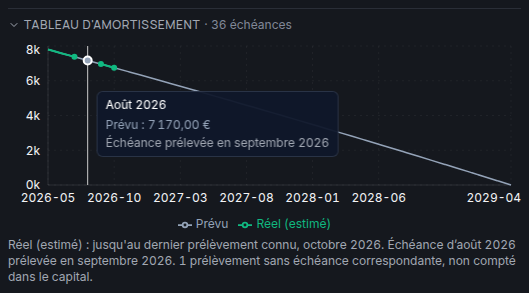 TABLEAU D'AMORTISSEMENT · 36 échéances
8k
6k
4k
2k
0k
Août 2026
Prévu : 7 170,00 €
Échéance prélevée en septembre 2026
2026-05 2026-10 2027-03 2027-08 2028-01 2028-06 2029-04
Prévu Réel (estimé)
Réel (estimé) : jusqu'au dernier prélèvement connu, octobre 2026. Échéance d'août 2026
prélevée en septembre 2026. 1 prélèvement sans échéance correspondante, non compté
dans le capital.